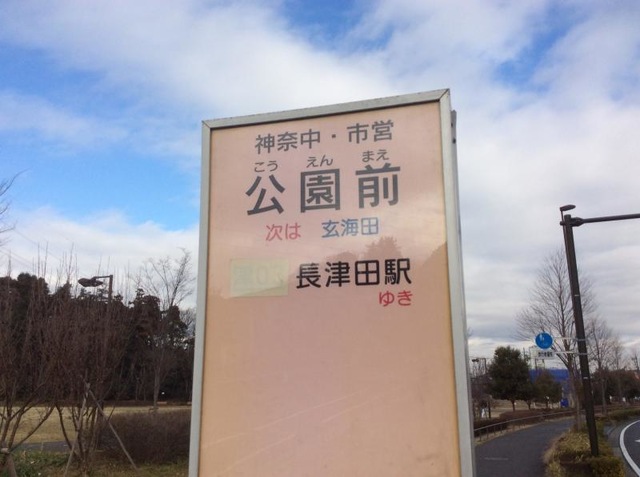 神奈中・市営
こうえんまえ
公園前
次は 玄海田
長津田駅
ゆき